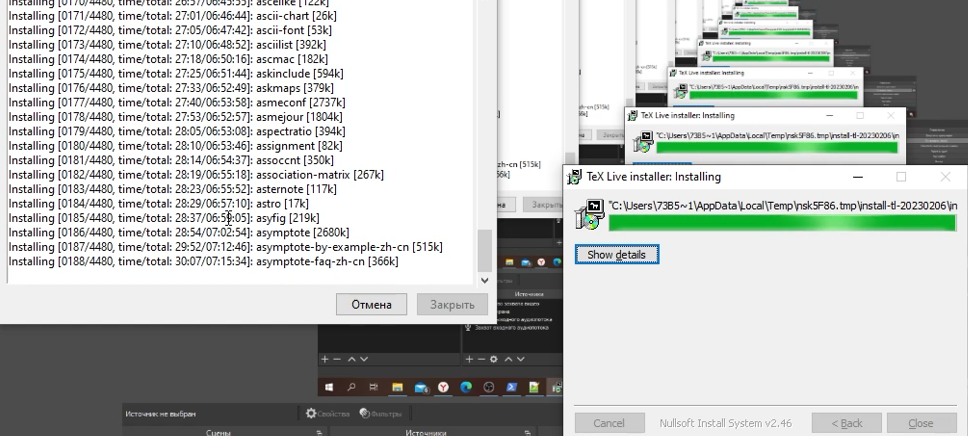 Installing [0170/4480, time/total: 26:57/06:45:55]: ascelike [122k]
Installing [0171/4480, time/total: 27:01/06:46:44]: ascii-chart [26k]
Installing [0172/4480, time/total: 27:05/06:47:44]: ascii-font [53k]
Installing [0173/4480, time/total: 27:10/06:48:52]: asciilist [392k]
Installing [0174/4480, time/total: 27:18/06:50:16]: ascmac [182k]
Installing [0175/4480, time/total: 27:25/06:51:44]: askinclude [594k]
Installing [0176/4480, time/total: 27:33/06:52:49]: askmaps [379k]
Installing [0177/4480, time/total: 27:40/06:53:58]: asmeconf [2737k]
Installing [0178/4480, time/total: 27:53/06:52:57]: asmejour [1804k]
Installing [0179/4480, time/total: 28:05/06:53:08]: aspectratio [394k]
Installing [0180/4480, time/total: 28:10/06:53:46]: assignment [82k]
Installing [0181/4480, time/total: 28:14/06:54:37]: assoccnt [350k]
Installing [0182/4480, time/total: 28:19/06:55:18]: association-matrix [267k]
Installing [0183/4480, time/total: 28:23/06:55:52]: asternote [117k]
Installing [0184/4480, time/total: 28:29/06:57:10]: astro [17k]
Installing [0185/4480, time/total: 28:37/06:59:05]: asyfig [219k]
Installing [0186/4480, time/total: 28:54/07:02:54]: asymptote [2680k]
Installing [0187/4480, time/total: 29:52/07:12:46]: asymptote-by-example-zh-cn [515k]
Installing [0188/4480, time/total: 30:07/07:15:34]: asymptote-faq-zh-cn [366k]
Отмена
Закрыть
TeX Live installer: Installing
TeX Live installer: Installing
"C:\Users\73B5~1\AppData\Local\Temp\nsk5F86.tmp\install-tl-20230206\in
TeX Live installer: Installing
"C:\Users\73B5~1\AppData\Local\Temp\nsk5F86.tmp\install-tl-20230206\in
Show details
Cancel
Nullsoft Install System v2.46
< Back
Close
Источники
Захват входного аудиопотока
Источник не выбран
Свойства
Фильтры
Сцены
Источники